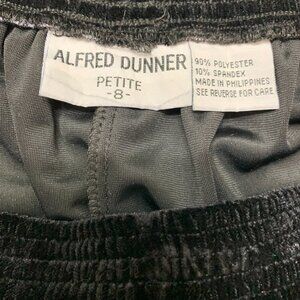 ALFRED DUNNER
PETITE
-8-
90% POLYESTER
10% SPANDEX
MADE IN PHILIPPINES
SEE REVERSE FOR CARE